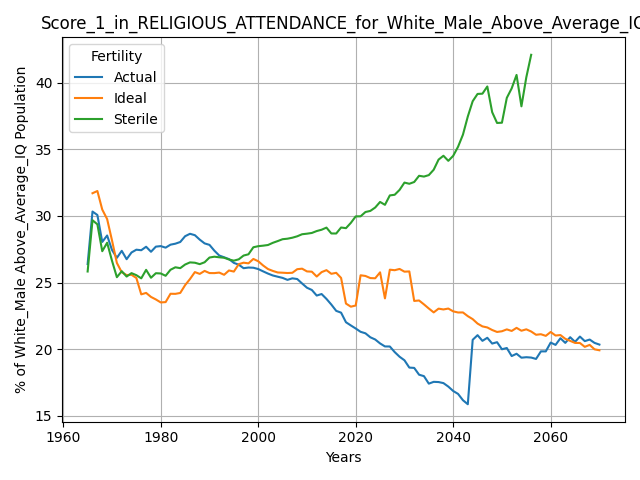 Score_1_in_RELIGIOUS_ATTENDANCE_for_White_Male_Above_Average_IQ
Fertility
Actual
Ideal
Sterile
% of White_Male Above_Average_IQ Population
40
35
30
25
20
15
1960
1980
2000
2020
2040
2060
Years